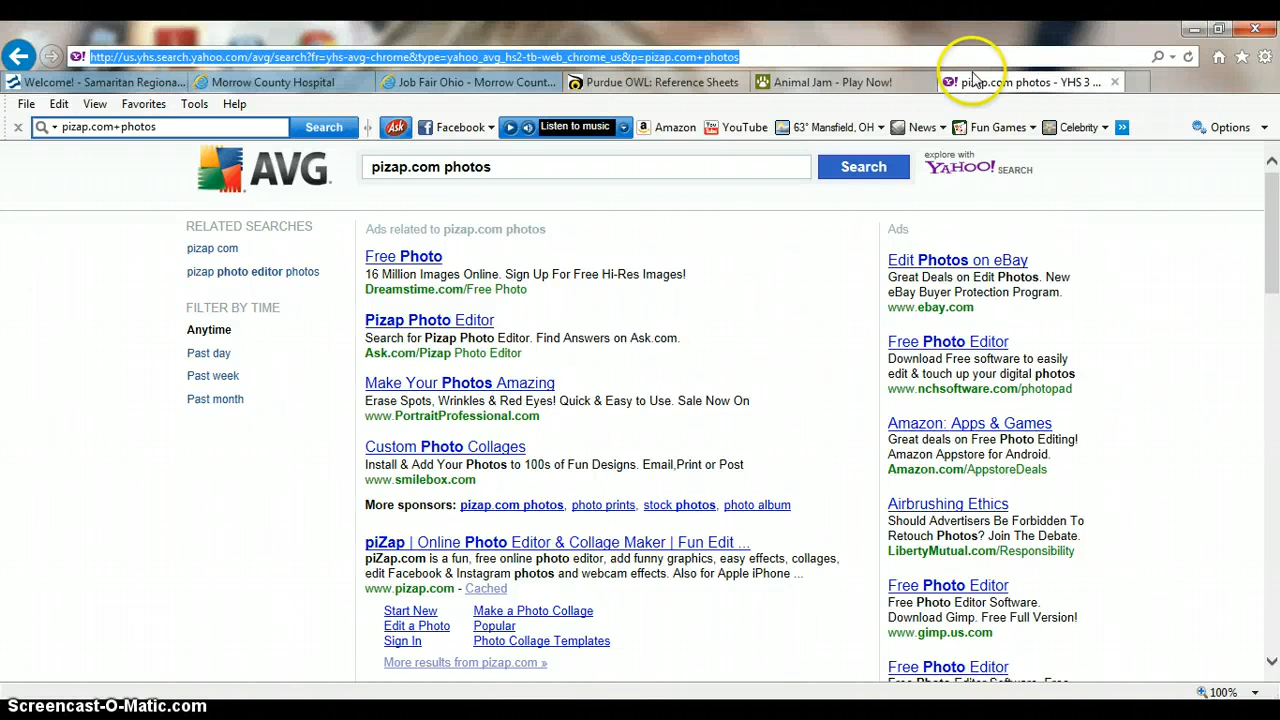 http://us.yhs.search.yahoo.com/avg/search?fr=yhs-avg-chrome&type=yahoo_avg_hs2-tb-web_chrome_us&p=pizap.com+photos
Welcome! - Samaritan Regiona... Morrow County Hospital Job Fair Ohio - Morrow Count... Purdue OWL: Reference Sheets Animal Jam - Play Now! pizap.com photos - YHS 3 ...
File Edit View Favorites Tools Help
pizap.com+photos Search Ask Facebook Listen to music Amazon YouTube 63° Mansfield, OH News Fun Games Celebrity Options
AVG. pizap.com photos Search explore with YAHOO! SEARCH
RELATED SEARCHES
pizap com
pizap photo editor photos
FILTER BY TIME
Anytime
Past day
Past week
Past month
Ads related to pizap.com photos
Free Photo
16 Million Images Online. Sign Up For Free Hi-Res Images!
Dreamstime.com/Free Photo
Pizap Photo Editor
Search for Pizap Photo Editor. Find Answers on Ask.com.
Ask.com/Pizap Photo Editor
Make Your Photos Amazing
Erase Spots, Wrinkles & Red Eyes! Quick & Easy to Use. Sale Now On
www.PortraitProfessional.com
Custom Photo Collages
Install & Add Your Photos to 100s of Fun Designs. Email,Print or Post
www.smilebox.com
More sponsors: pizap.com photos, photo prints, stock photos, photo album
piZap | Online Photo Editor & Collage Maker | Fun Edit ...
piZap.com is a fun, free online photo editor, add funny graphics, easy effects, collages,
edit Facebook & Instagram photos and webcam effects. Also for Apple iPhone ...
www.pizap.com - Cached
Start New Make a Photo Collage
Edit a Photo Popular
Sign In Photo Collage Templates
More results from pizap.com »
Ads
Edit Photos on eBay
Great Deals on Edit Photos. New
eBay Buyer Protection Program.
www.ebay.com
Free Photo Editor
Download Free software to easily
edit & touch up your digital photos
www.nchsoftware.com/photopad
Amazon: Apps & Games
Great deals on Free Photo Editing!
Amazon Appstore for Android.
Amazon.com/AppstoreDeals
Airbrushing Ethics
Should Advertisers Be Forbidden To
Retouch Photos? Join The Debate.
LibertyMutual.com/Responsibility
Free Photo Editor
Free Photo Editor Software.
Download Gimp. Free Full Version!
www.gimp.us.com
Free Photo Editor
100%
Screencast-O-Matic.com